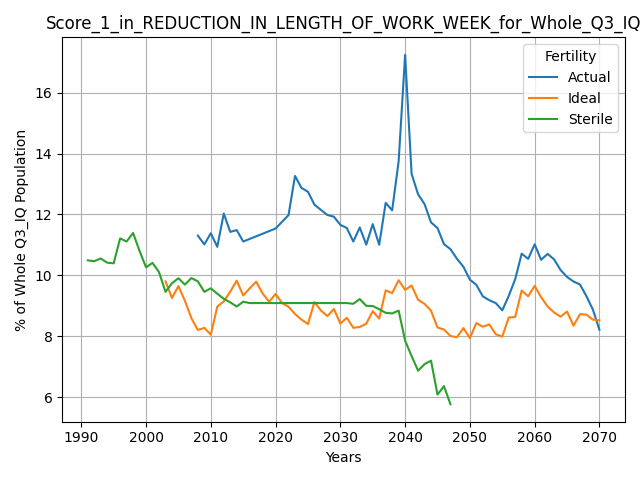 Score_1_in_REDUCTION_IN_LENGTH_OF_WORK_WEEK_for_Whole_Q3_IQ
Fertility
Actual
Ideal
Sterile
% of Whole Q3_IQ Population
16
14
12
10
8
6
1990 2000 2010 2020 2030 2040 2050 2060 2070
Years